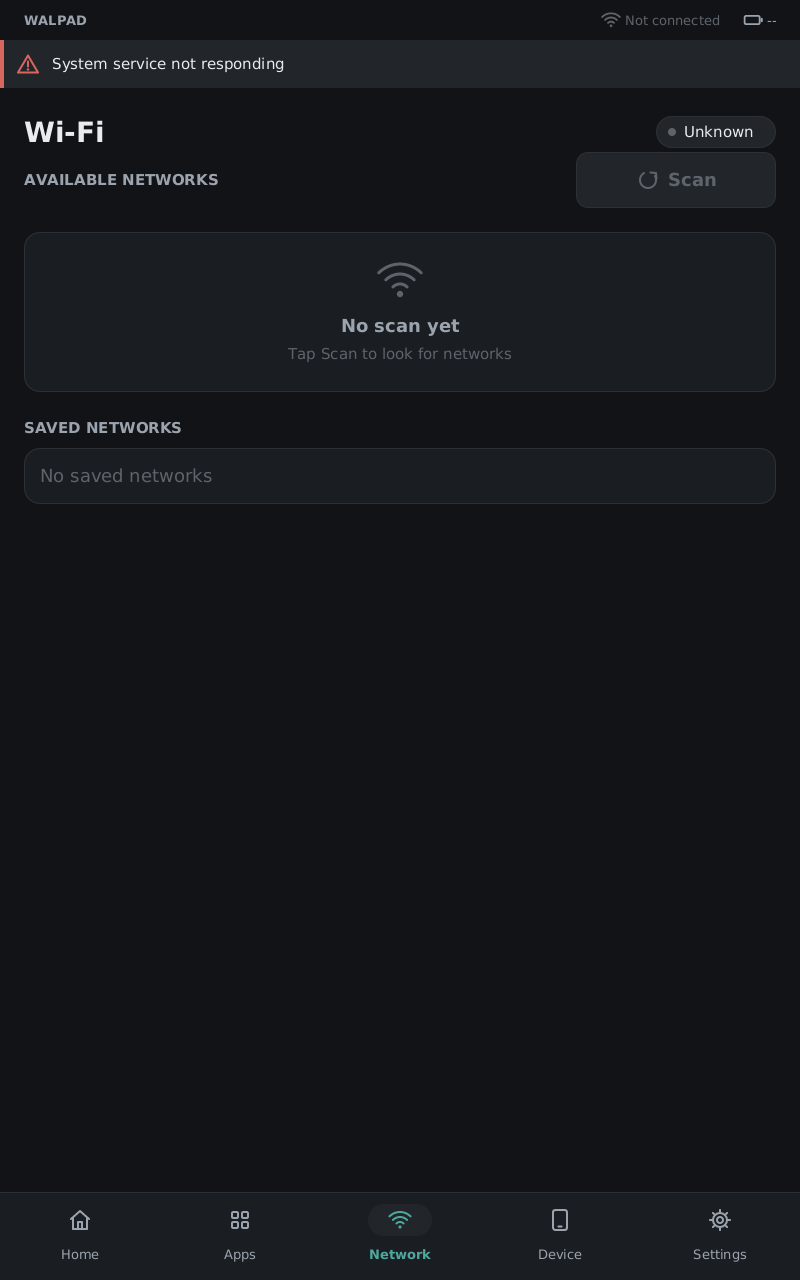 WALPAD
Not connected
--
System service not responding
Wi-Fi
Unknown
AVAILABLE NETWORKS
Scan
No scan yet
Tap Scan to look for networks
SAVED NETWORKS
No saved networks
Home
Apps
Network
Device
Settings